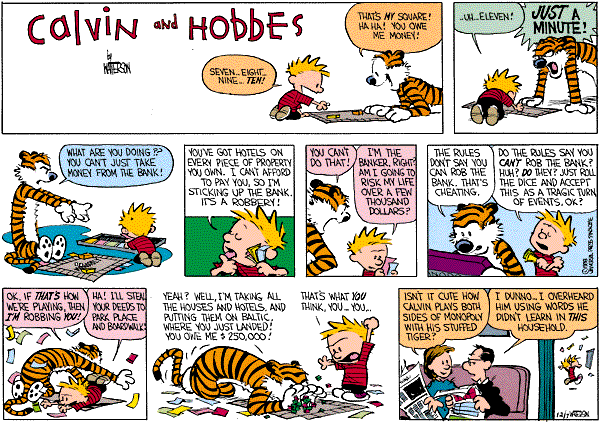 Calvin and HOBBES
by
WATTERSON
SEVEN... EIGHT...
NINE... TEN!
THAT'S MY SQUARE!
HA HA! YOU OWE
ME MONEY!
...UH...ELEVEN!
JUST A
MINUTE!
WHAT ARE YOU DOING??
YOU CAN'T JUST TAKE
MONEY FROM THE BANK!
YOU'VE GOT HOTELS ON
EVERY PIECE OF PROPERTY
YOU OWN. I CAN'T AFFORD
TO PAY YOU, SO I'M
STICKING UP THE BANK.
IT'S A ROBBERY!
YOU CAN'T
DO THAT!
I'M THE
BANKER, RIGHT?
AM I GOING TO
RISK MY LIFE
OVER A FEW
THOUSAND
DOLLARS?
THE RULES
DON'T SAY YOU
CAN ROB THE
BANK. THAT'S
CHEATING.
DO THE RULES SAY YOU
CAN'T ROB THE BANK?
HUH? DO THEY? JUST ROLL
THE DICE AND ACCEPT
THIS AS A TRAGIC TURN
OF EVENTS, OK?
OK, IF THAT'S HOW
WE'RE PLAYING, THEN
I'M ROBBING YOU!
HA! I'LL STEAL
YOUR DEEDS TO
PARK PLACE
AND BOARDWALK!
YEAH? WELL, I'M TAKING ALL
THE HOUSES AND HOTELS, AND
PUTTING THEM ON BALTIC,
WHERE YOU JUST LANDED!
YOU OWE ME $250,000!
THAT'S WHAT YOU
THINK, YOU... YOU...
ISN'T IT CUTE HOW
CALVIN PLAYS BOTH
SIDES OF MONOPOLY
WITH HIS STUFFED
TIGER?
I DUNNO... I OVERHEARD
HIM USING WORDS HE
DIDN'T LEARN IN THIS
HOUSEHOLD.
12/7 WATTERSON